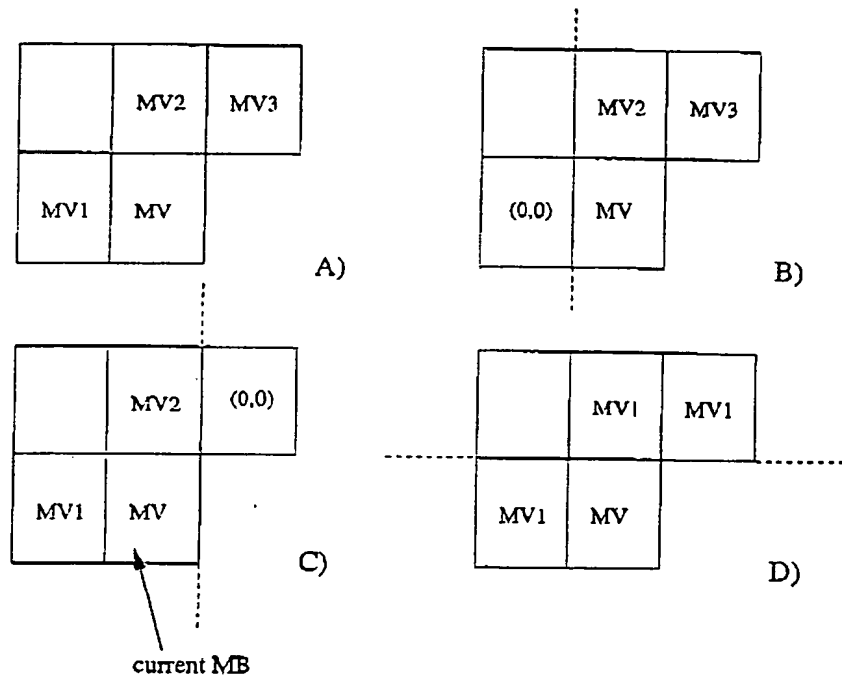 MV2 MV3
MV1 MV
A)
MV2 MV3
(0,0) MV
B)
MV2 (0,0)
MV1 MV
C)
current MB
MV1 MV1
MV1 MV
D)